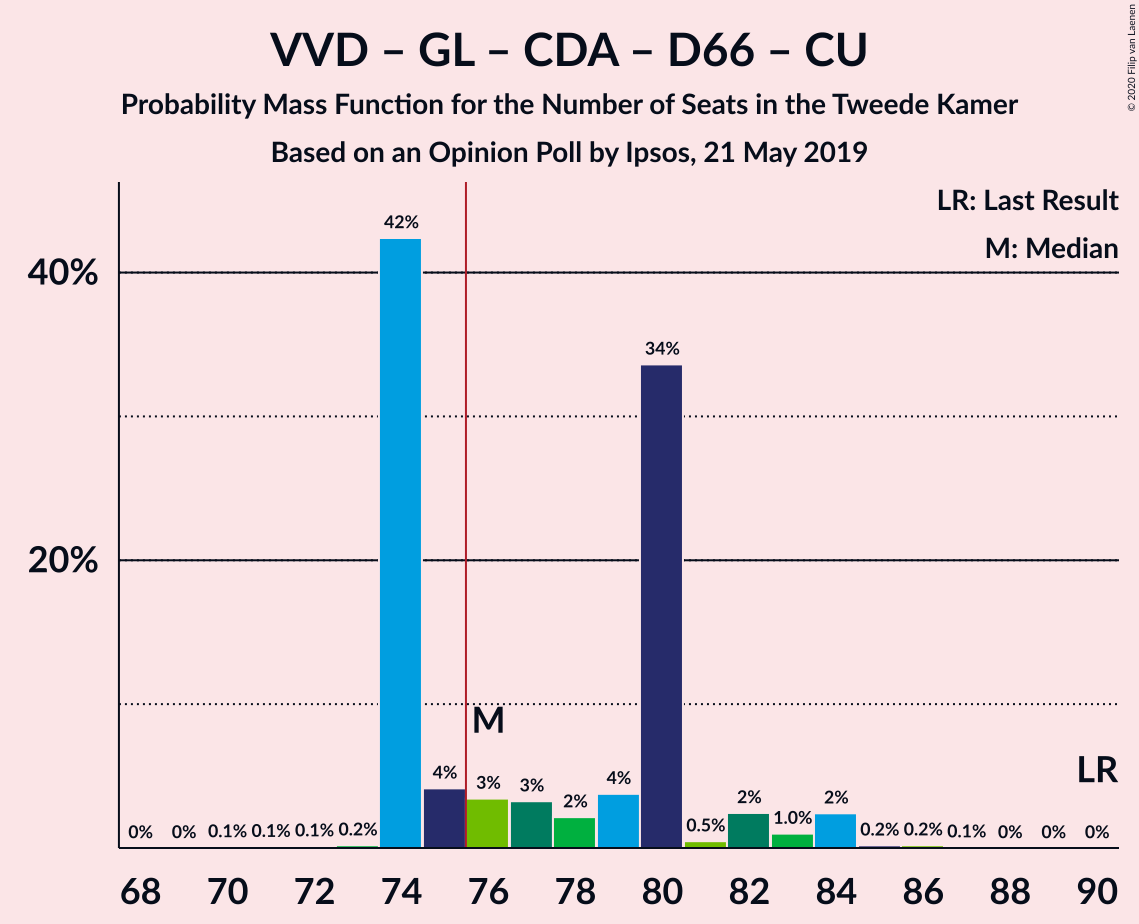 VVD – GL – CDA – D66 – CU
Probability Mass Function for the Number of Seats in the Tweede Kamer
Based on an Opinion Poll by Ipsos, 21 May 2019
© 2020 Filip van Laenen
LR: Last Result
M: Median
40%
20%
42%
34%
M
LR
0% 0% 0.1% 0.1% 0.1% 0.2% 4% 3% 3% 2% 4% 0.5% 2% 1.0% 2% 0.2% 0.2% 0.1% 0% 0% 0%
68 70 72 74 76 78 80 82 84 86 88 90